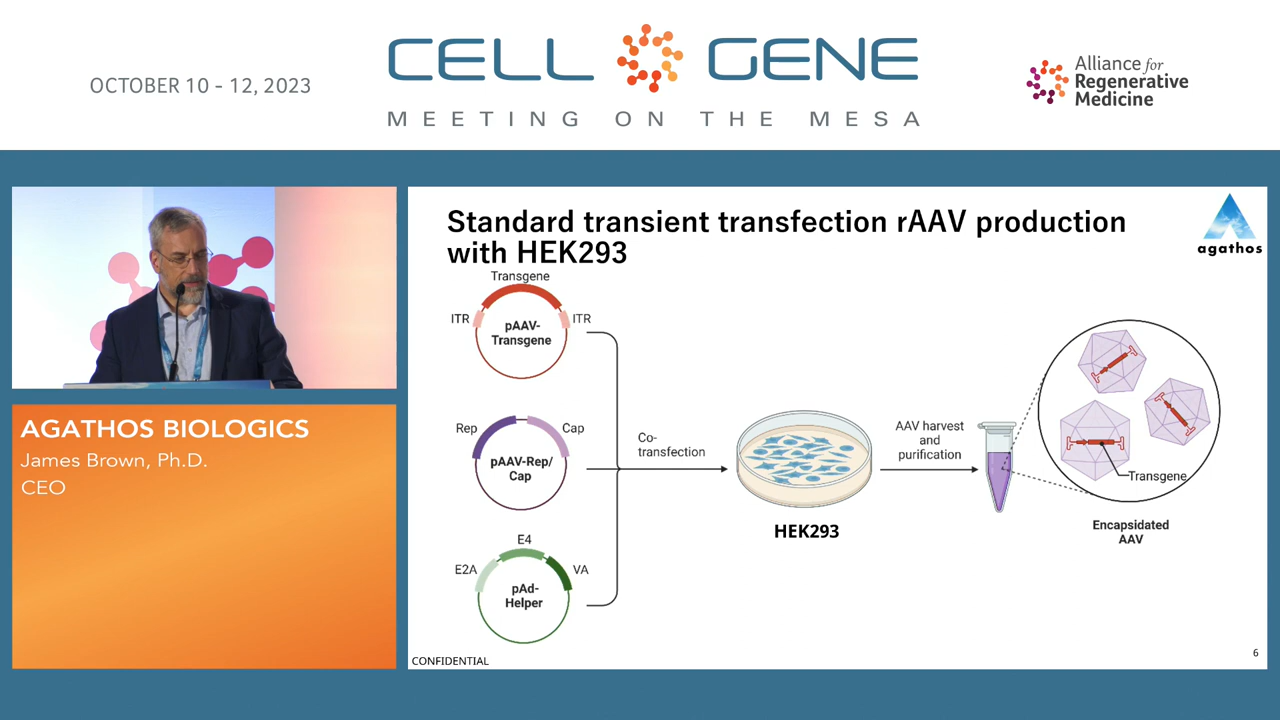 OCTOBER 10 - 12, 2023
CELL GENE
MEETING ON THE MESA
Alliance for
Regenerative
Medicine
AGATHOS BIOLOGICS
James Brown, Ph.D.
CEO
Standard transient transfection rAAV production
with HEK293
agathos
Transgene
ITR
ITR
pAAV-
Transgene
Rep
Cap
pAAV-Rep/
Cap
E4
E2A
VA
pAd-
Helper
Co-
transfection
HEK293
AAV harvest
and
purification
Transgene
Encapsidated
AAV
CONFIDENTIAL
6